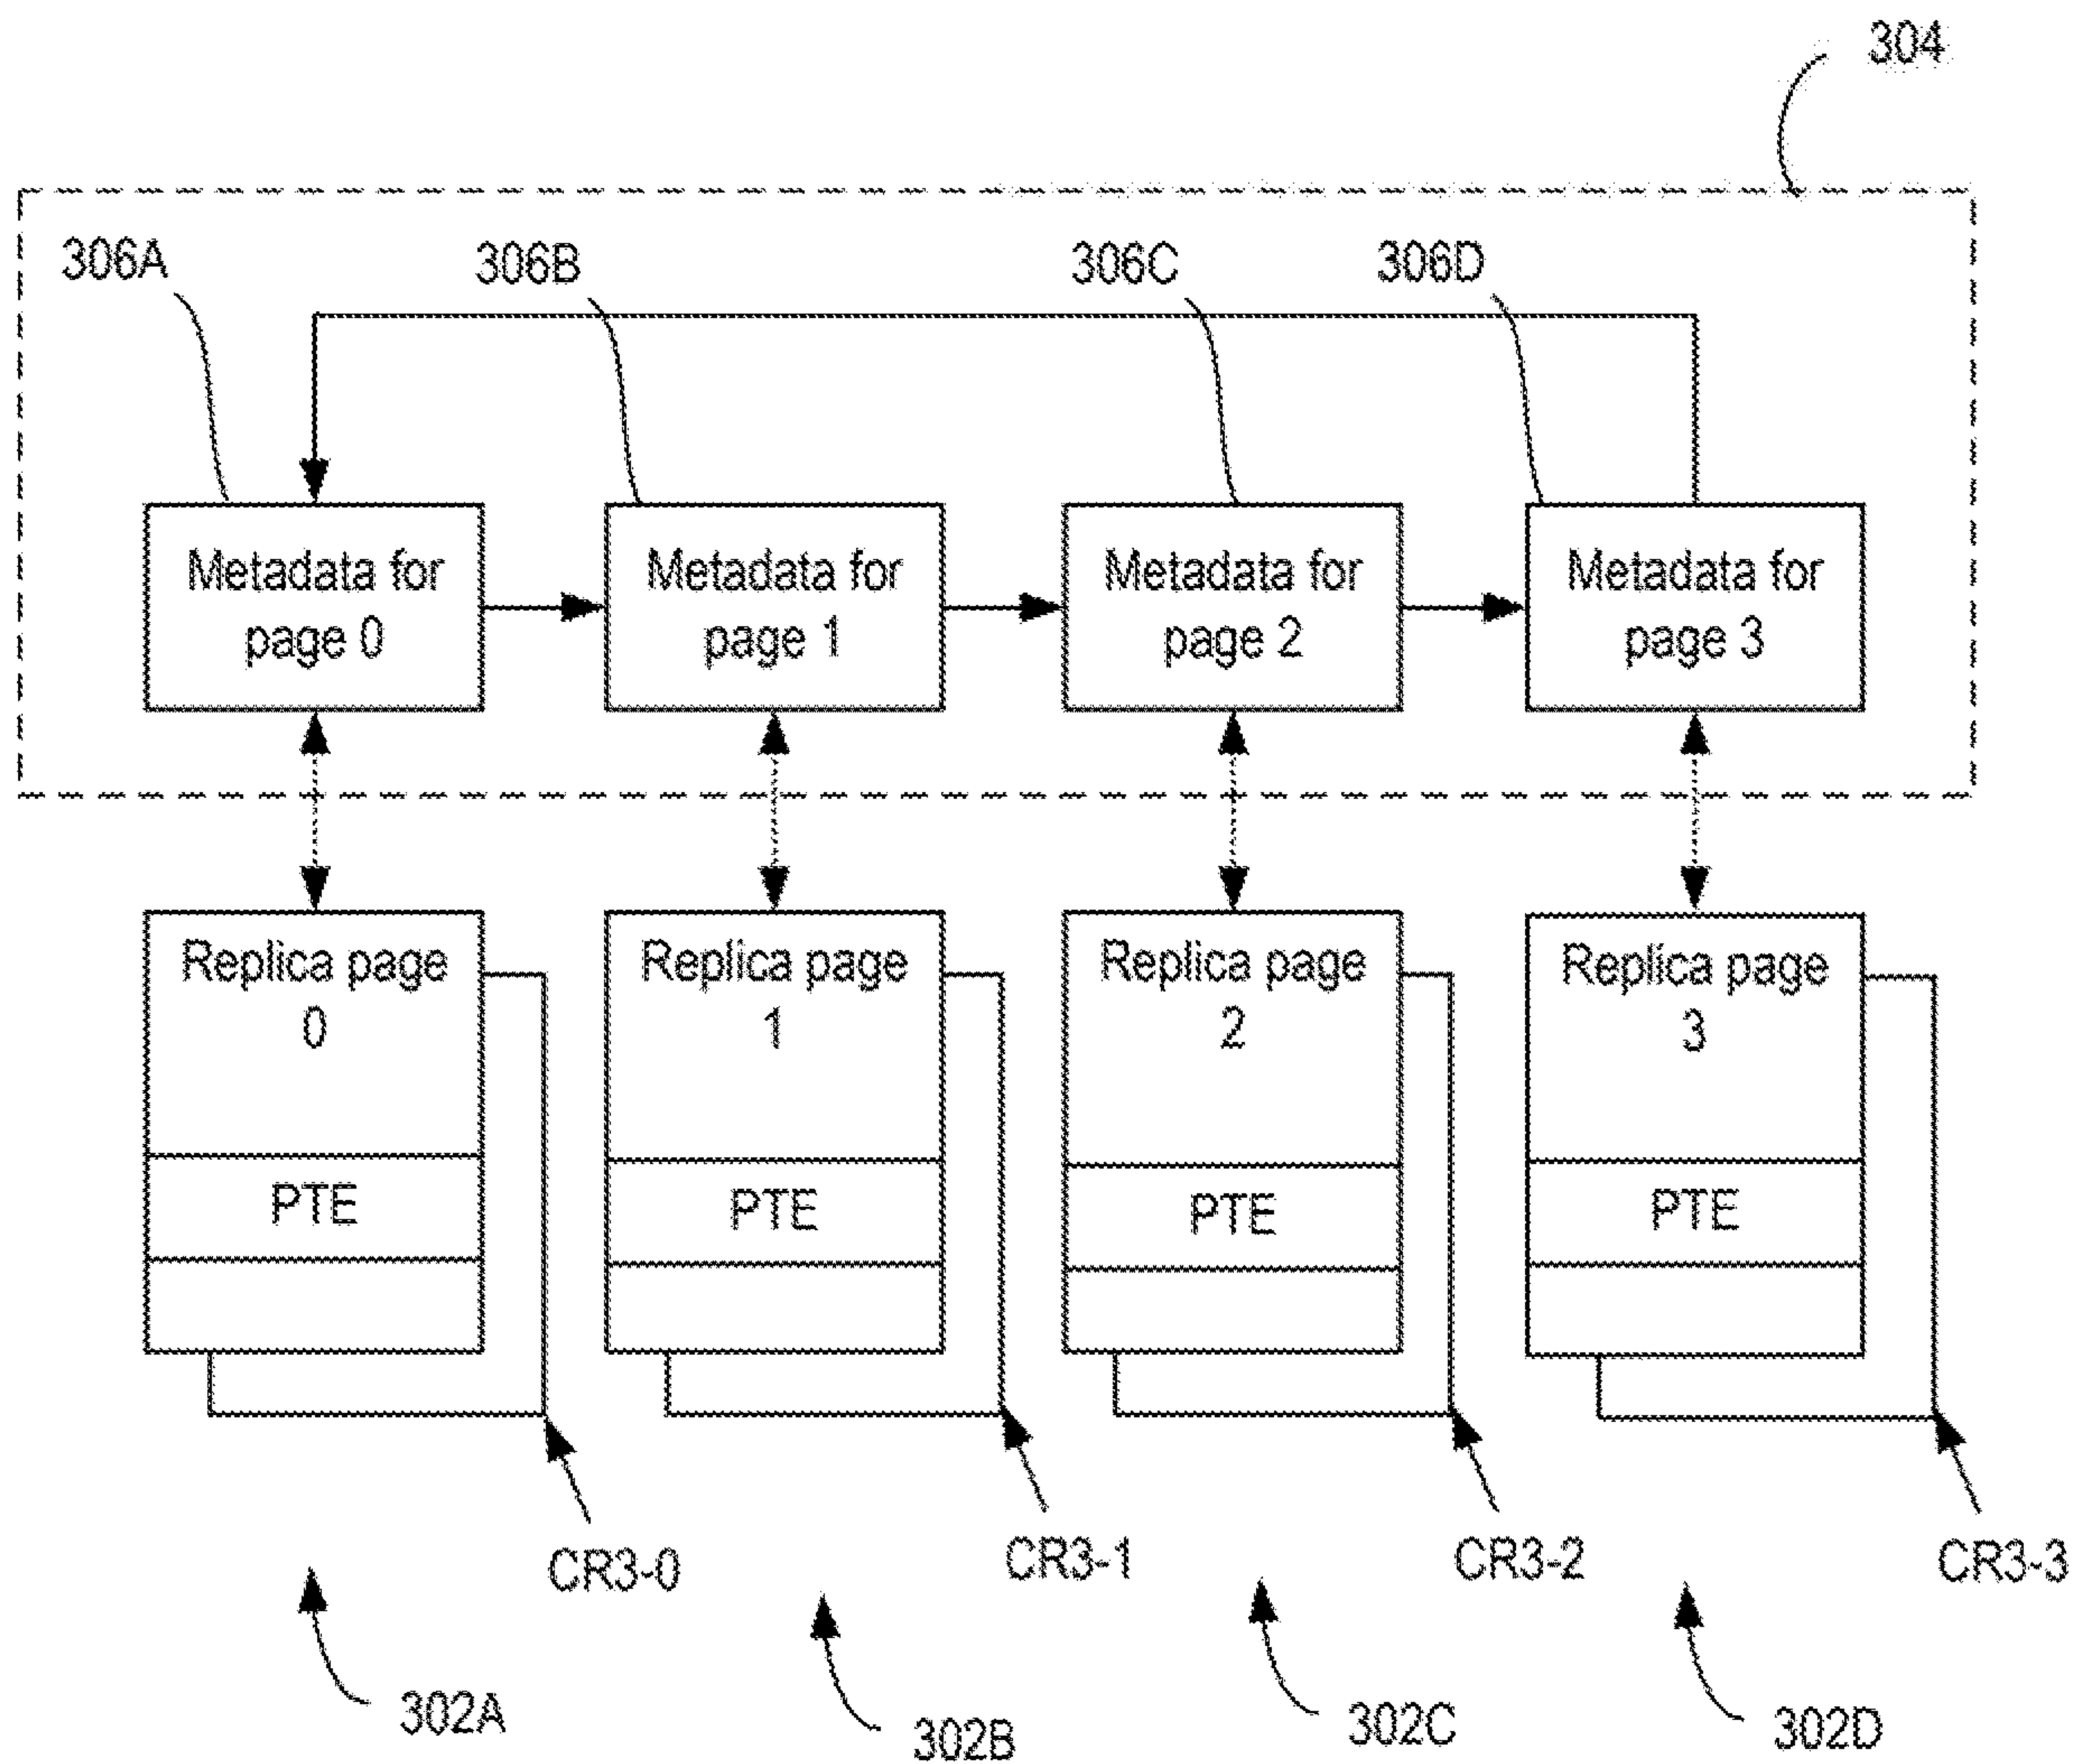 304
306A
306B
306C
306D
Metadata for
page 0
Metadata for
page 1
Metadata for
page 2
Metadata for
page 3
Replica page
0
Replica page
1
Replica page
2
Replica page
3
PTE
PTE
PTE
PTE
CR3-0
CR3-1
CR3-2
CR3-3
302A
302B
302C
302D